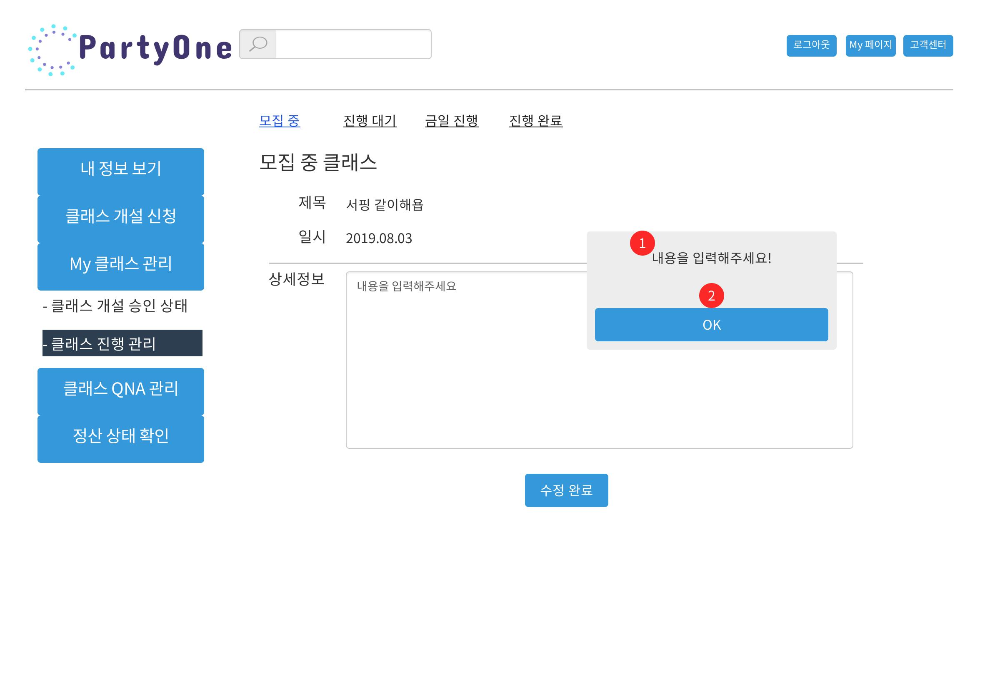 PartyOne
로그아웃
My 페이지
고객센터
모집 중
진행 대기
금일 진행
진행 완료
내 정보 보기
클래스 개설 신청
My 클래스 관리
- 클래스 개설 승인 상태
- 클래스 진행 관리
클래스 QNA 관리
정산 상태 확인
모집 중 클래스
제목 서핑 같이해욥
일시 2019.08.03
상세정보
내용을 입력해주세요
1
내용을 입력해주세요!
2
OK
수정 완료